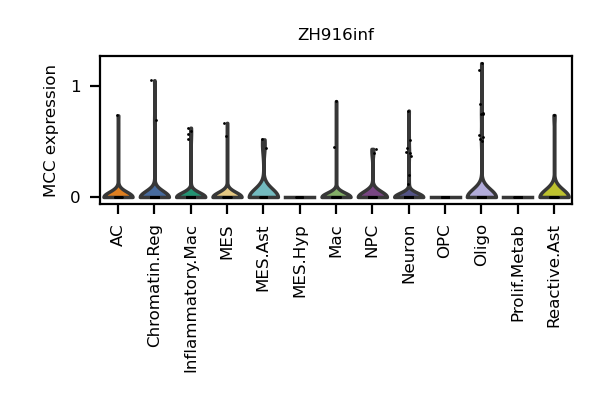 ZH916inf
MCC expression
1
0
AC
Chromatin.Reg
Inflammatory.Mac
MES
MES.Ast
MES.Hyp
Mac
NPC
Neuron
OPC
Oligo
Prolif.Metab
Reactive.Ast